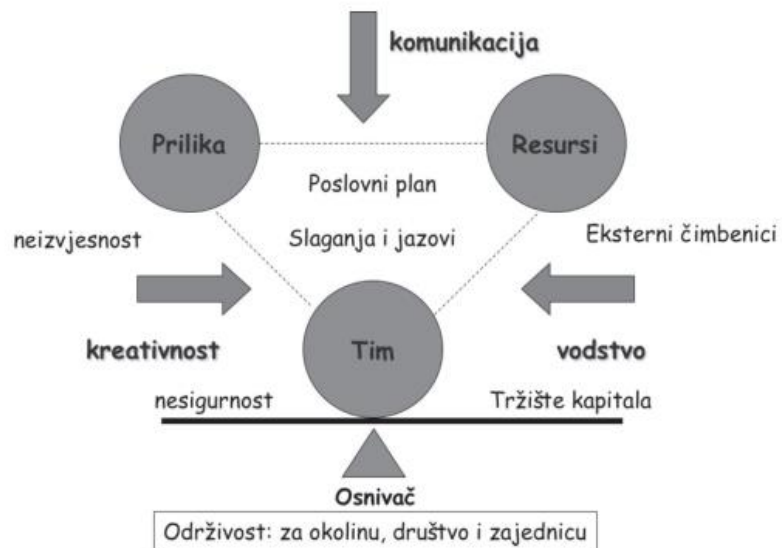 komunikacija
Prilika
Resursi
Poslovni plan
neizvjesnost
Slaganja i jazovi
Eksterni čimbenici
kreativnost
Tim
vodstvo
nesigurnost
Tržište kapitala
Osnivač
Održivost: za okolinu, društvo i zajednicu